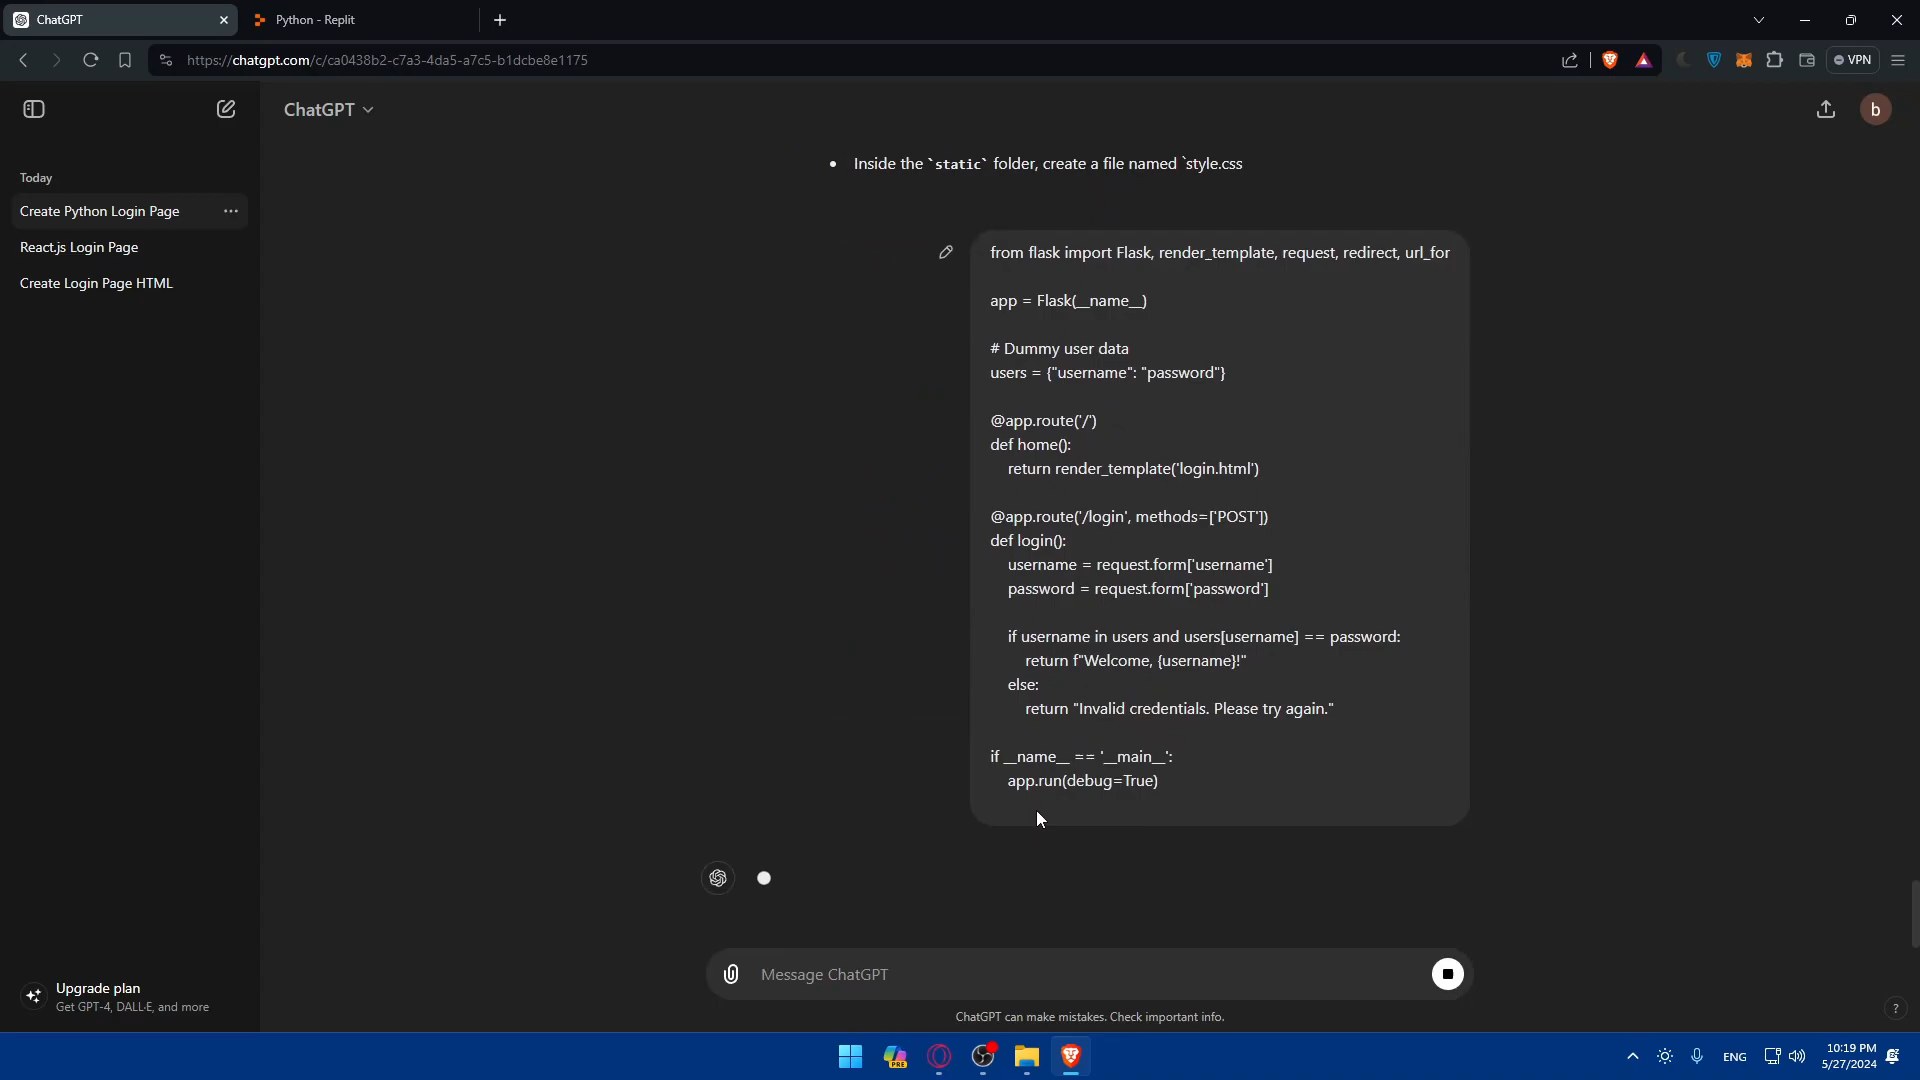 ChatGPT
Python - Replit
https://chatgpt.com/c/ca0438b2-c7a3-4da5-a7c5-b1dcbe8e1175
VPN
ChatGPT
b
Today
Create Python Login Page
React.js Login Page
Create Login Page HTML
• Inside the `static` folder, create a file named `style.css
from flask import Flask, render_template, request, redirect, url_for
app = Flask(__name__)
# Dummy user data
users = {"username": "password"}
@app.route('/')
def home():
return render_template('login.html')
@app.route('/login', methods=['POST'])
def login():
username = request.form['username']
password = request.form['password']
if username in users and users[username] == password:
return f"Welcome, {username}!"
else:
return "Invalid credentials. Please try again."
if __name__ == '__main__':
app.run(debug=True)
Message ChatGPT
Upgrade plan
Get GPT-4, DALL·E, and more
ChatGPT can make mistakes. Check important info.
?
PRE
ENG
10:19 PM
5/27/2024